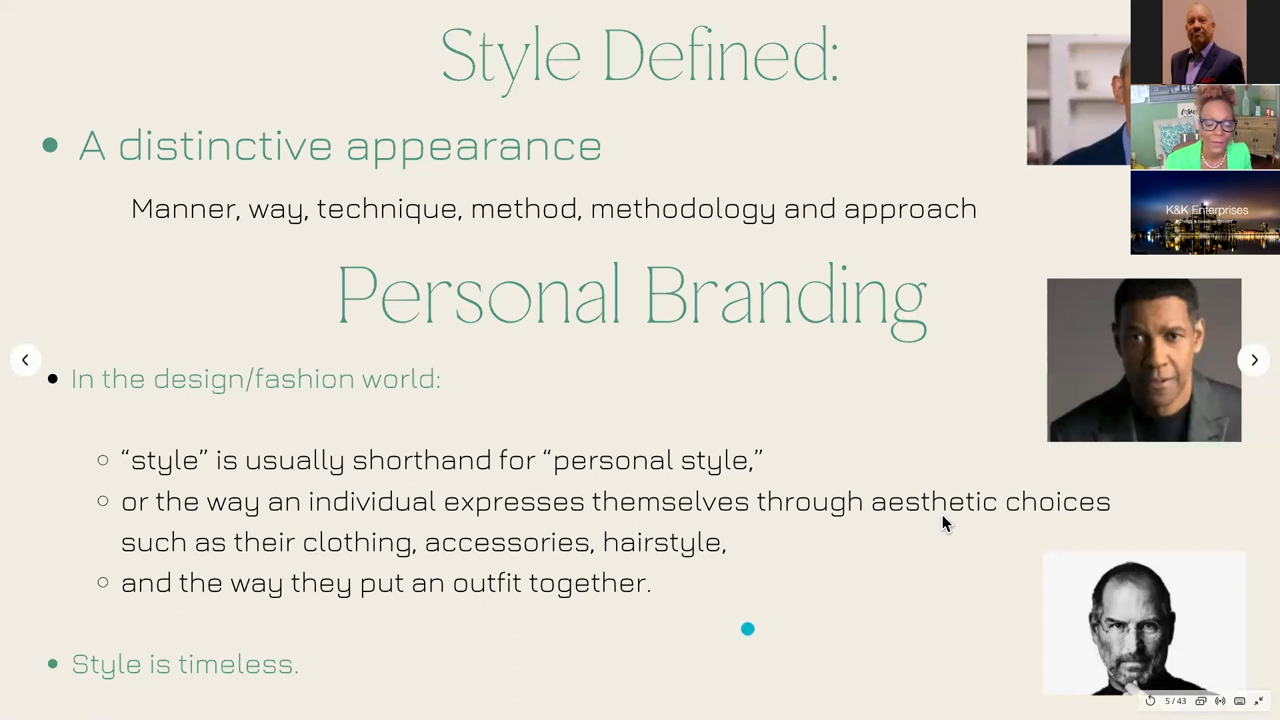 Style Defined:
A distinctive appearance
Manner, way, technique, method, methodology and approach
K&K Enterprises
Personal Branding
In the design/fashion world:
“style” is usually shorthand for “personal style,”
or the way an individual expresses themselves through aesthetic choices
such as their clothing, accessories, hairstyle,
and the way they put an outfit together.
Style is timeless.
5 / 43